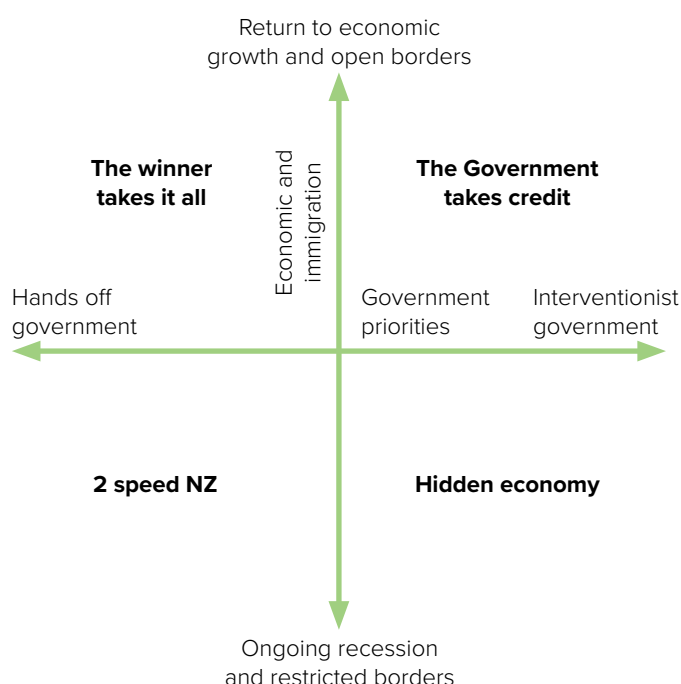 Return to economic
growth and open borders
The winner
takes it all
Economic and
immigration
The Government
takes credit
Hands off
government
Government
priorities
Interventionist
government
2 speed NZ
Hidden economy
Ongoing recession
and restricted borders